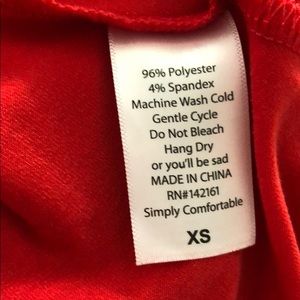 96% Polyester
4% Spandex
Machine Wash Cold
Gentle Cycle
Do Not Bleach
Hang Dry
or you'll be sad
MADE IN CHINA
RN#142161
Simply Comfortable
XS